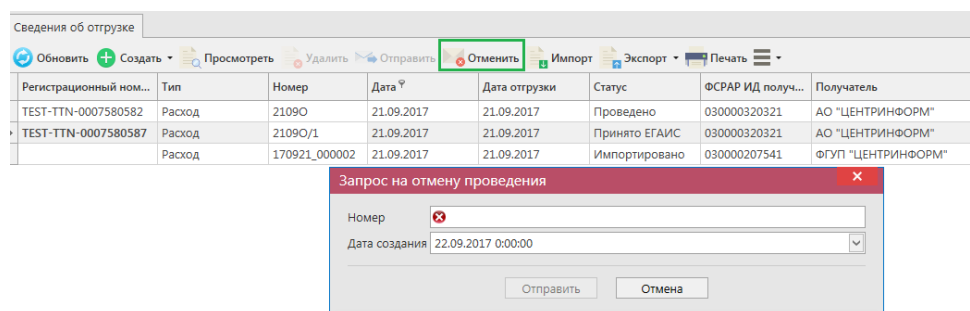 Сведения об отгрузке
Обновить Создать Просмотреть Удалить Отправить Отменить Импорт Экспорт Печать
Регистрационный ном... Тип Номер Дата Дата отгрузки Статус ФСРАР ИД получ... Получатель
TEST-TTN-0007580582 Расход 2109О 21.09.2017 21.09.2017 Проведено 030000320321 АО "ЦЕНТРИНФОРМ"
TEST-TTN-0007580587 Расход 2109О/1 21.09.2017 21.09.2017 Принято ЕГАИС 030000320321 АО "ЦЕНТРИНФОРМ"
Расход 170921_000002 21.09.2017 21.09.2017 Импортировано 030000207541 ФГУП "ЦЕНТРИНФОРМ"
Запрос на отмену проведения
Номер
Дата создания 22.09.2017 0:00:00
Отправить Отмена